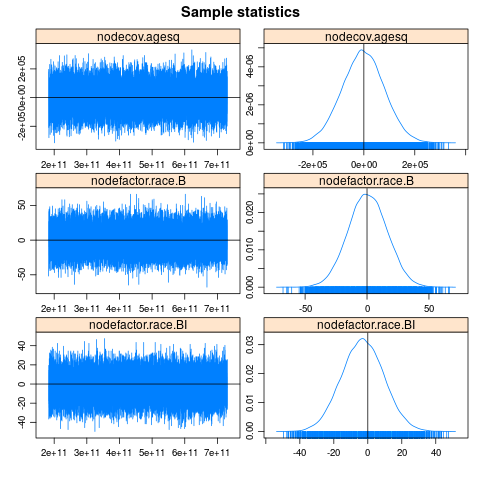 Sample statistics
nodecov.agesq
nodecov.agesq
-2e+050e+00 2e+05
2e+11 3e+11 4e+11 5e+11 6e+11 7e+11
0e+00 2e-06 4e-06
-2e+05 0e+00 2e+05
nodefactor.race.B
nodefactor.race.B
-50 0 50
2e+11 3e+11 4e+11 5e+11 6e+11 7e+11
0.000 0.010 0.020
-50 0 50
nodefactor.race.BI
nodefactor.race.BI
-40 -20 0 20 40
2e+11 3e+11 4e+11 5e+11 6e+11 7e+11
0.00 0.01 0.02 0.03
-40 -20 0 20 40